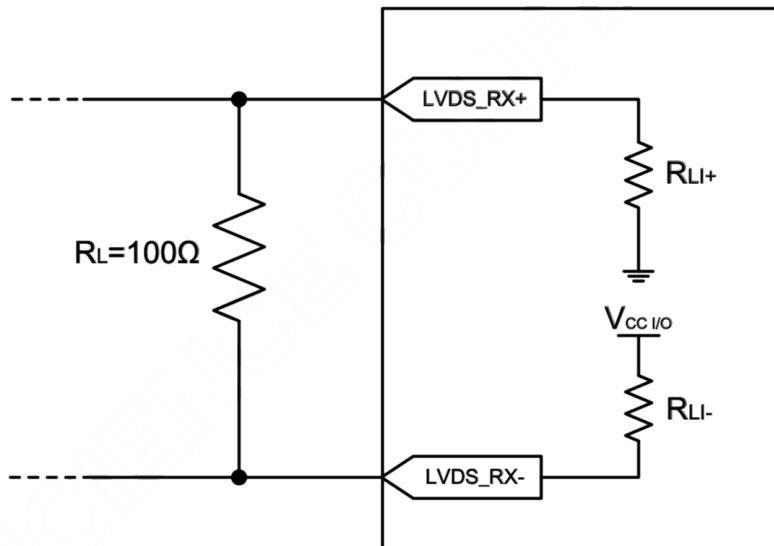 LVDS_RX+
RLI+
RL=100Ω
VCC I/O
RLI-
LVDS_RX-